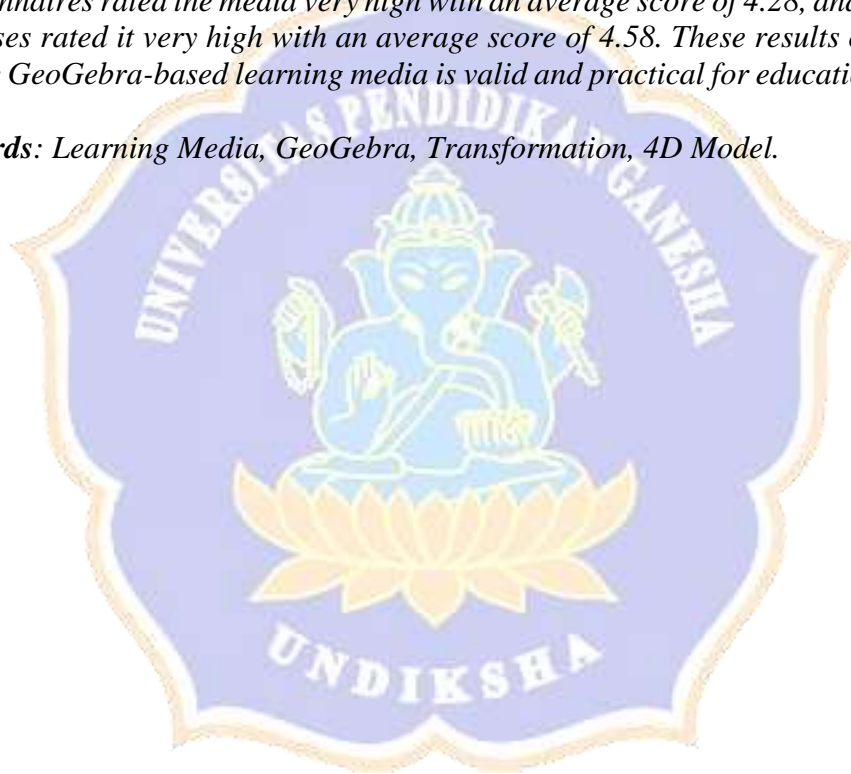 nnaires rated the media very high with an average score of 4.28, and
ses rated it very high with an average score of 4.58. These results
GeoGebra-based learning media is valid and practical for educati
rds: Learning Media, GeoGebra, Transformation, 4D Model.
UNIVERSITAS PENDIDIKAN GANESHA
UNDIKSHA